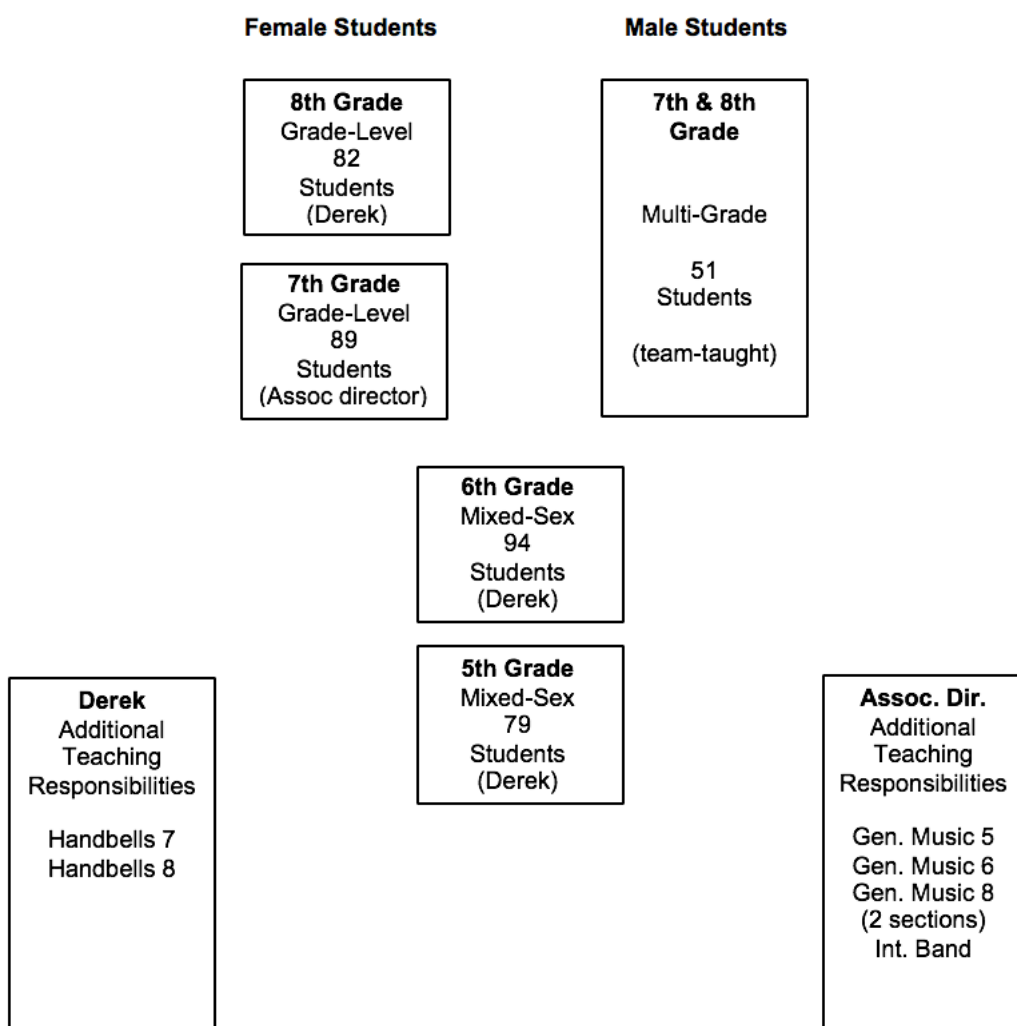 Female Students
Male Students
8th Grade
Grade-Level
82
Students
(Derek)
7th & 8th
Grade
Multi-Grade
51
Students
(team-taught)
7th Grade
Grade-Level
89
Students
(Assoc director)
6th Grade
Mixed-Sex
94
Students
(Derek)
5th Grade
Mixed-Sex
79
Students
(Derek)
Derek
Additional
Teaching
Responsibilities
Handbells 7
Handbells 8
Assoc. Dir.
Additional
Teaching
Responsibilities
Gen. Music 5
Gen. Music 6
Gen. Music 8
(2 sections)
Int. Band